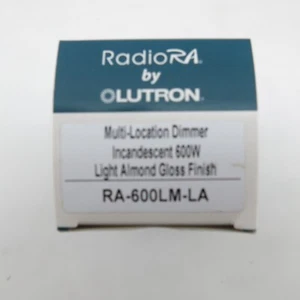 RadioRA®
by
LUTRON®
Multi-Location Dimmer
Incandescent 600W
Light Almond Gloss Finish
RA-600LM-LA